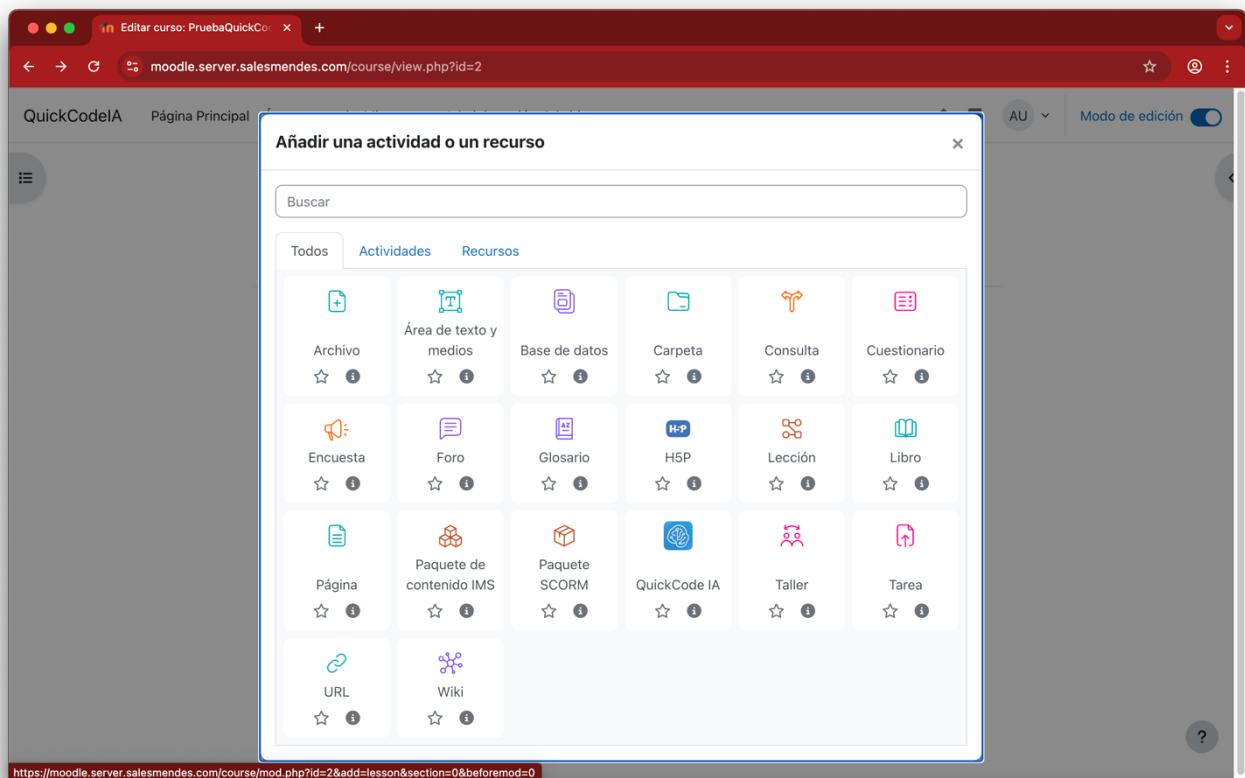 Editar curso: PruebaQuickCo
moodle.server.salesmendes.com/course/view.php?id=2
QuickCodeIA
Página Principal
AU
Modo de edición
Añadir una actividad o un recurso
Buscar
Todos
Actividades
Recursos
Archivo
Área de texto y
medios
Base de datos
Carpeta
Consulta
Cuestionario
Encuesta
Foro
Glosario
H5P
H5P
Lección
Libro
Página
Paquete de
contenido IMS
Paquete
SCORM
QuickCode IA
Taller
Tarea
URL
Wiki
?
https://moodle.server.salesmendes.com/course/mod.php?id=2&add=lesson&section=0&beforemod=0